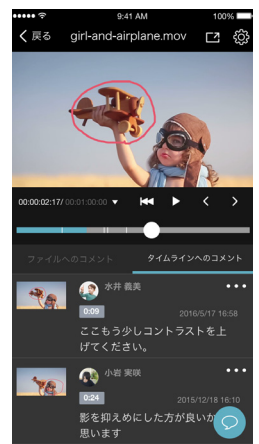 9:41 AM
100%
戻る
girl-and-airplane.mov
00:00:02:17/ 00:01:00:00
ファイルへのコメント
タイムラインへのコメント
水井 義美
0:09
2016/5/17 16:58
ここもう少しコントラストを上
げてください。
小岩 実咲
0:24
2015/12/18 16:10
影を抑えめにした方が良いか
思います